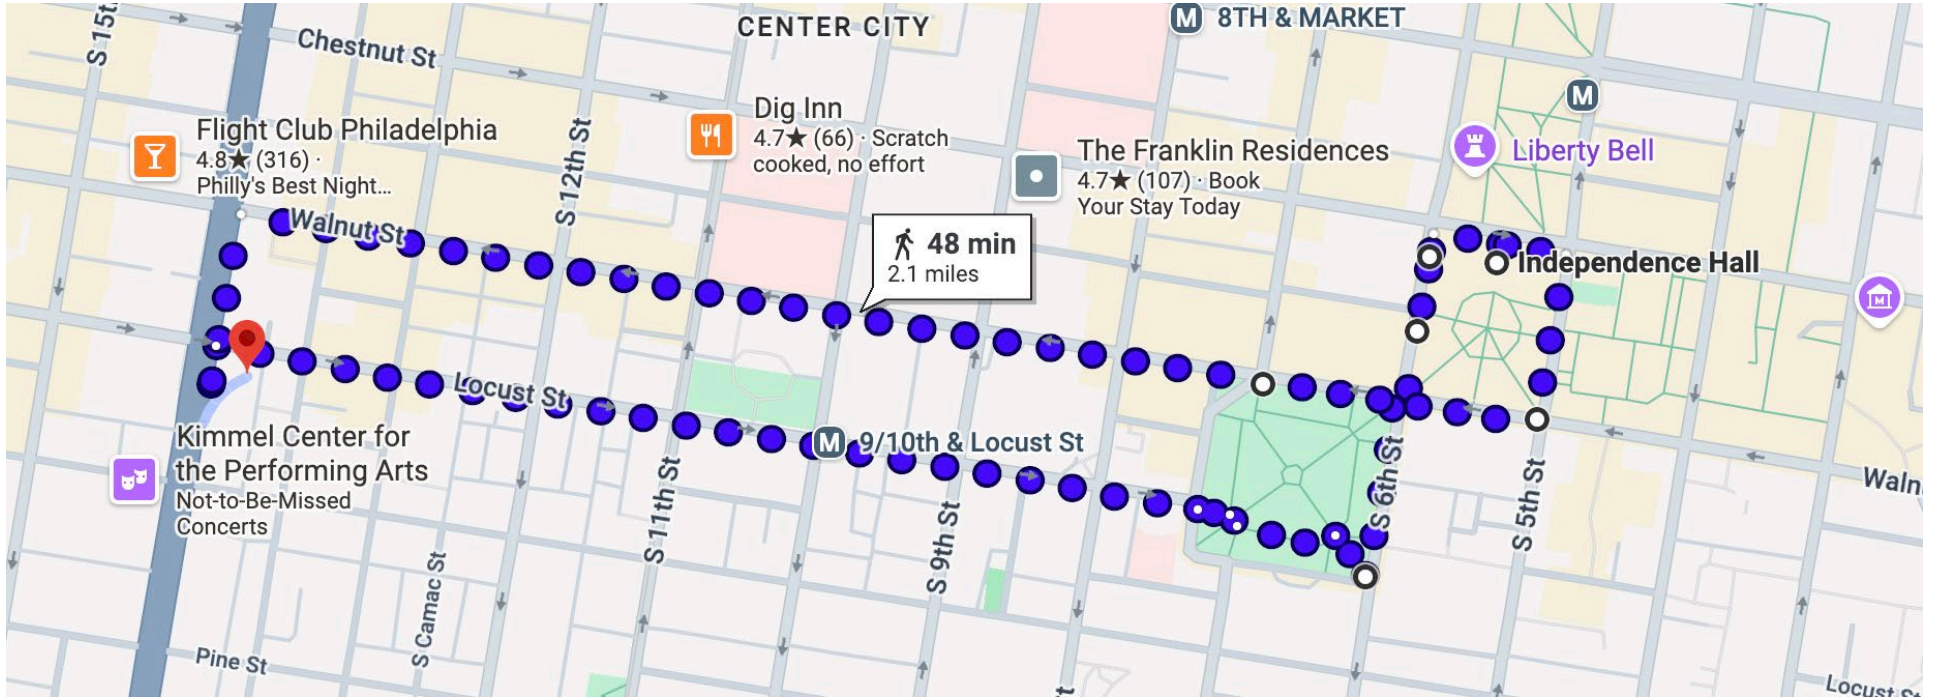 S 15t
Chestnut St
CENTER CITY
M 8TH & MARKET
M
Flight Club Philadelphia
4.8★ (316) ·
Philly's Best Night...
S 12th St
Dig Inn
4.7★ (66) · Scratch
cooked, no effort
The Franklin Residences
4.7★ (107) · Book
Your Stay Today
Liberty Bell
Walnut St
48 min
2.1 miles
Independence Hall
M
Locust St
Kimmel Center for
the Performing Arts
Not-to-Be-Missed
Concerts
M 9/10th & Locust St
S 11th St
S 9th St
S 6th St
S 5th St
Waln
S Camac St
Pine St
Locust St